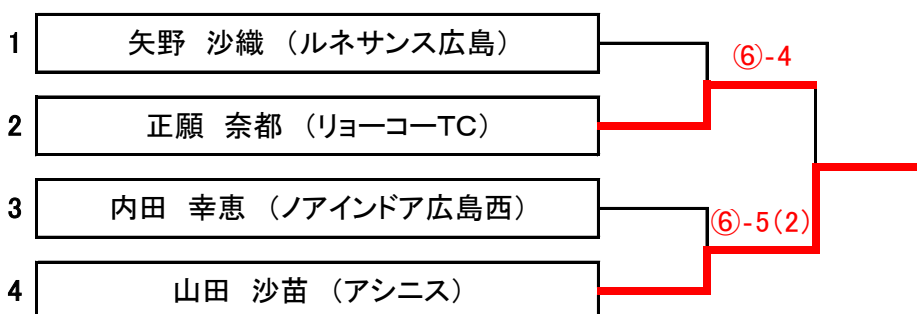 1 矢野 沙織 （ルネサンス広島）
⑥-4
2 正願 奈都 （リョーコーTC）
3 内田 幸恵 （ノアインドア広島西）
⑥-5(2)
4 山田 沙苗 （アシニス）